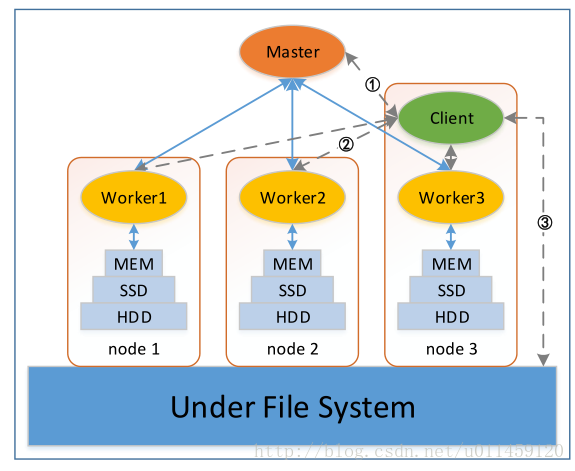 Master
①
Client
②
Worker1
Worker2
Worker3
③
MEM
MEM
MEM
SSD
SSD
SSD
HDD
HDD
HDD
node 1
node 2
node 3
Under File System
http://blog.csdn.net/u011459120